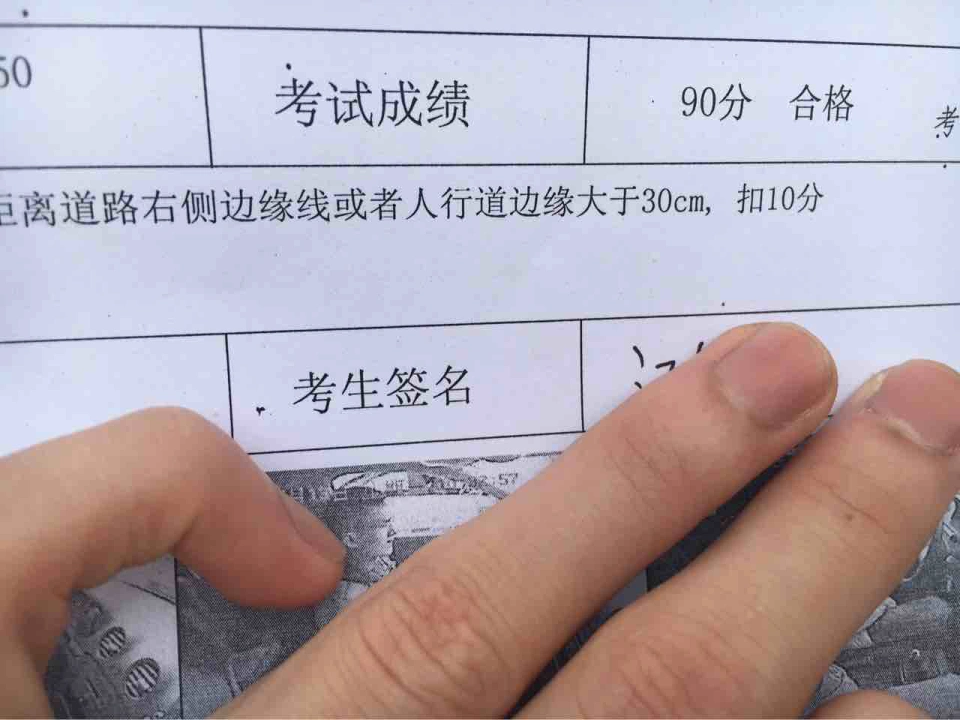 50 考试成绩 90分 合格 考
距离道路右侧边缘线或者人行道边缘大于30cm, 扣10分
考生签名